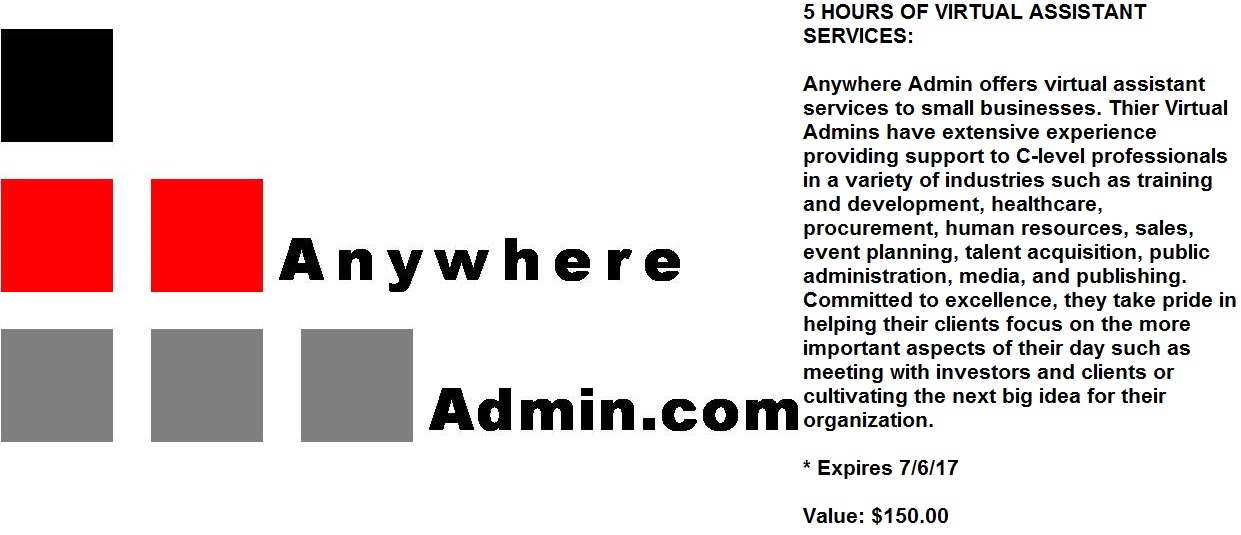 Anywhere
Admin.com
5 HOURS OF VIRTUAL ASSISTANT
SERVICES:
Anywhere Admin offers virtual assistant
services to small businesses. Thier Virtual
Admins have extensive experience
providing support to C-level professionals
in a variety of industries such as training
and development, healthcare,
procurement, human resources, sales,
event planning, talent acquisition, public
administration, media, and publishing.
Committed to excellence, they take pride in
helping their clients focus on the more
important aspects of their day such as
meeting with investors and clients or
cultivating the next big idea for their
organization.
* Expires 7/6/17
Value: $150.00